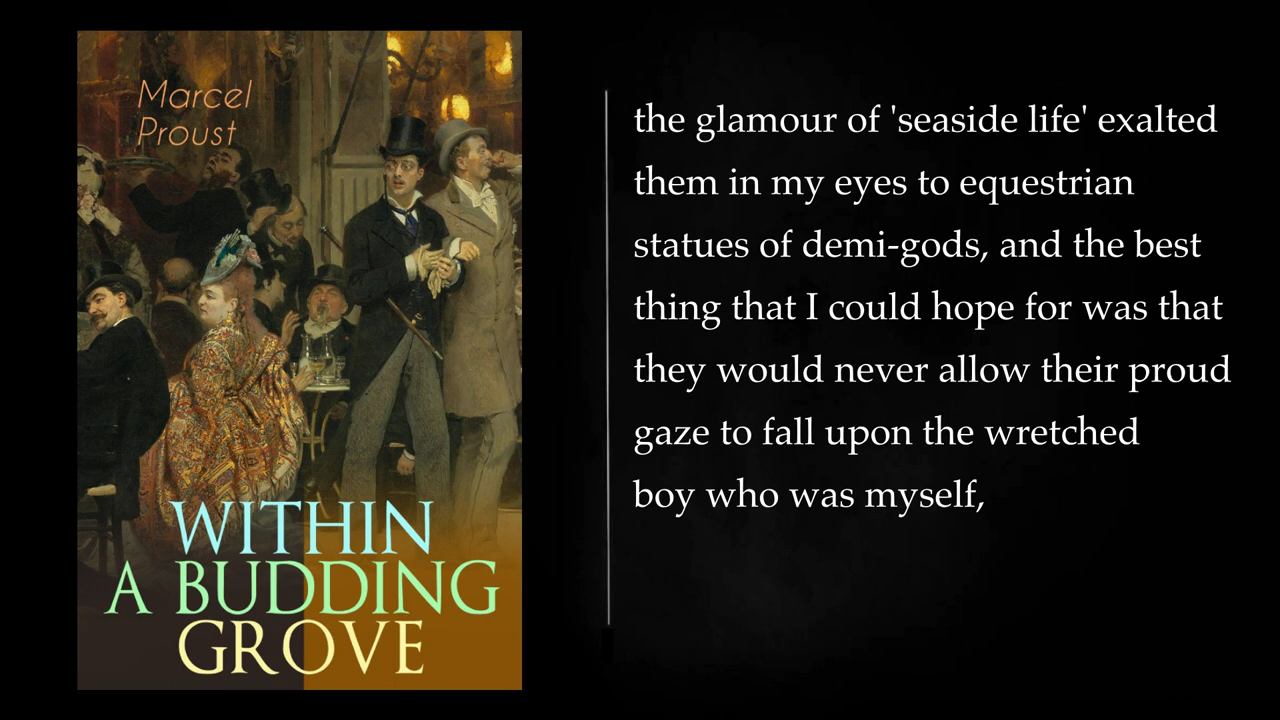 Marcel
Proust
WITHIN
A BUDDING
GROVE
the glamour of 'seaside life' exalted
them in my eyes to equestrian
statues of demi-gods, and the best
thing that I could hope for was that
they would never allow their proud
gaze to fall upon the wretched
boy who was myself,